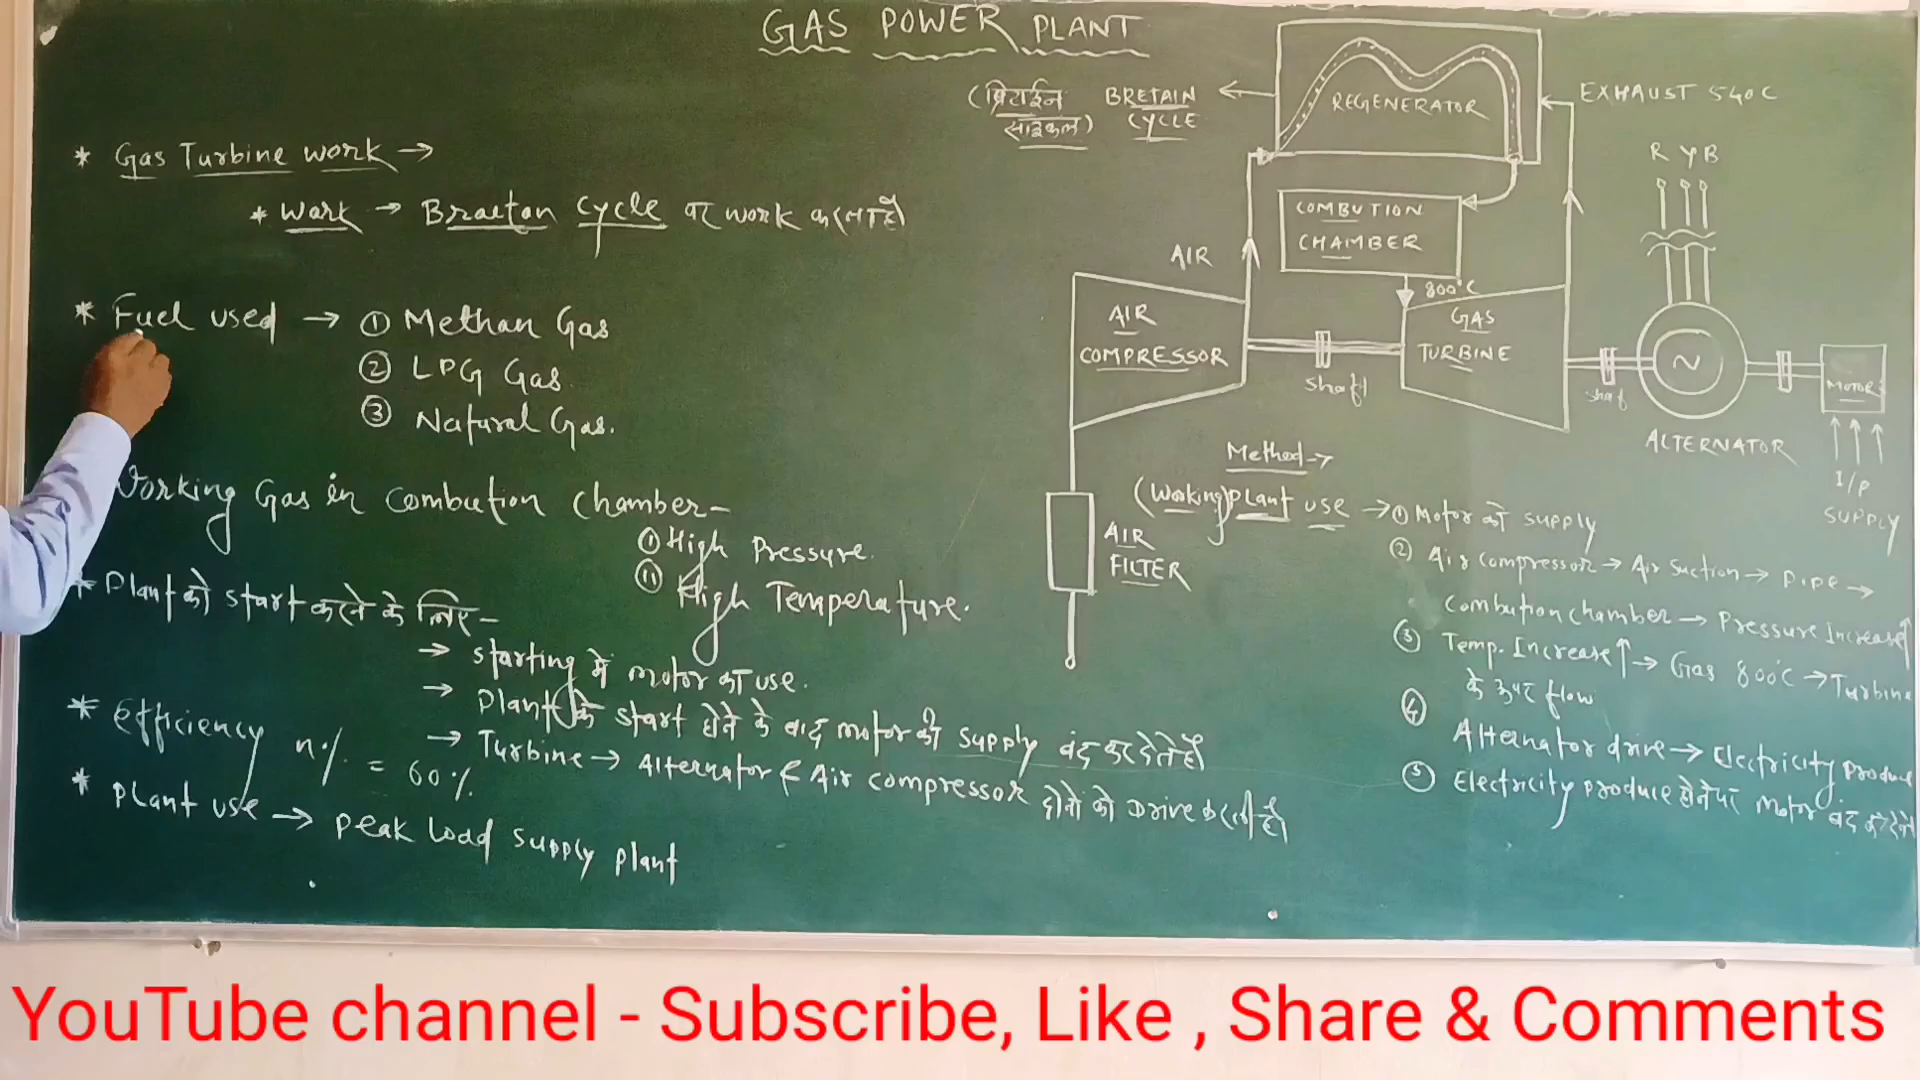 GAS POWER PLANT
* Gas Turbine work →
* Work → Braeton cycle पर work करता है
* Fuel used → ① Methan Gas
② LPG Gas
③ Natural Gas.
Working Gas in Combution Chamber-
① High Pressure.
⑪ High Temperature.
* Plant को start करने के लिए-
→ starting में motor का use.
→ Plant के start होने के बाद motor की supply बंद कर देते हैं
→ Turbine → Alternator & Air compressor दोनो को Drive करती है।
* Efficiency n% = 60%
* Plant use → Peak Load supply plant
(ब्रिटाईन साइकल)
BRETAIN CYCLE
REGENERATOR
EXHAUST 540C
COMBUTION CHAMBER
R Y B
AIR
800°C
AIR COMPRESSOR
GAS TURBINE
Shaft
shaf
MOTOR
ALTERNATOR
I/P SUPPLY
AIR FILTER
Method→
(Working) Plant use → ① Motor को supply
② Air compressor → Air Suction → Pipe →
Combution chamber → Pressure Increase↑
③ Temp. Increase↑ → Gas 800°C → Turbine
के उपर flow
④ Alternator drive → Electricity produce
⑤ Electricity produce होने पर motor बंद कर देते
YouTube channel - Subscribe, Like , Share & Comments